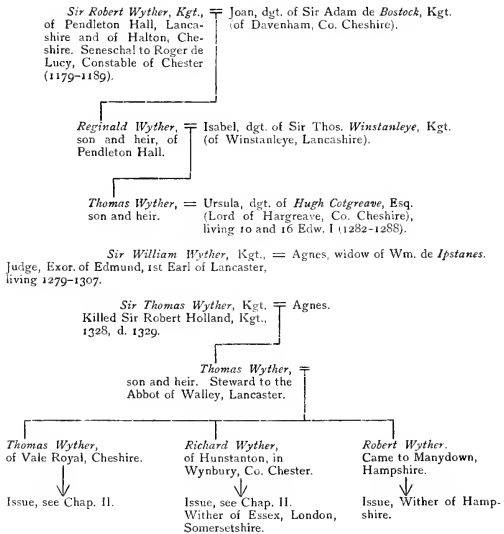 Sir Robert Wyther, Kgt.,
of Pendleton Hall, Lanca-
shire and of Halton, Che-
shire. Seneschal to Roger de
Lucy, Constable of Chester
(1179-1189).
= Joan, dgt. of Sir Adam de Bostock, Kgt.
(of Davenham, Co. Cheshire).
Reginald Wyther,
son and heir, of
Pendleton Hall.
= Isabel, dgt. of Sir Thos. Winstanleye, Kgt.
(of Winstanleye, Lancashire).
Thomas Wyther,
son and heir.
= Ursula, dgt. of Hugh Cotgreave, Esq.
(Lord of Hargreave, Co. Cheshire),
living 10 and 16 Edw. I (1282-1288).
Sir William Wyther, Kgt., = Agnes, widow of Wm. de Ipstanes.
Judge, Exor. of Edmund, 1st Earl of Lancaster,
living 1279-1307.
Sir Thomas Wyther, Kgt. = Agnes.
Killed Sir Robert Holland, Kgt.,
1328, d. 1329.
Thomas Wyther, =
son and heir. Steward to the
Abbot of Walley, Lancaster.
Thomas Wyther,
of Vale Royal, Cheshire.
Issue, see Chap. II.
Richard Wyther,
of Hunstanton, in
Wynbury, Co. Chester.
Issue, see Chap. II.
Wither of Essex, London,
Somersetshire.
Robert Wyther.
Came to Manydown,
Hampshire.
Issue, Wither of Hamp-
shire.